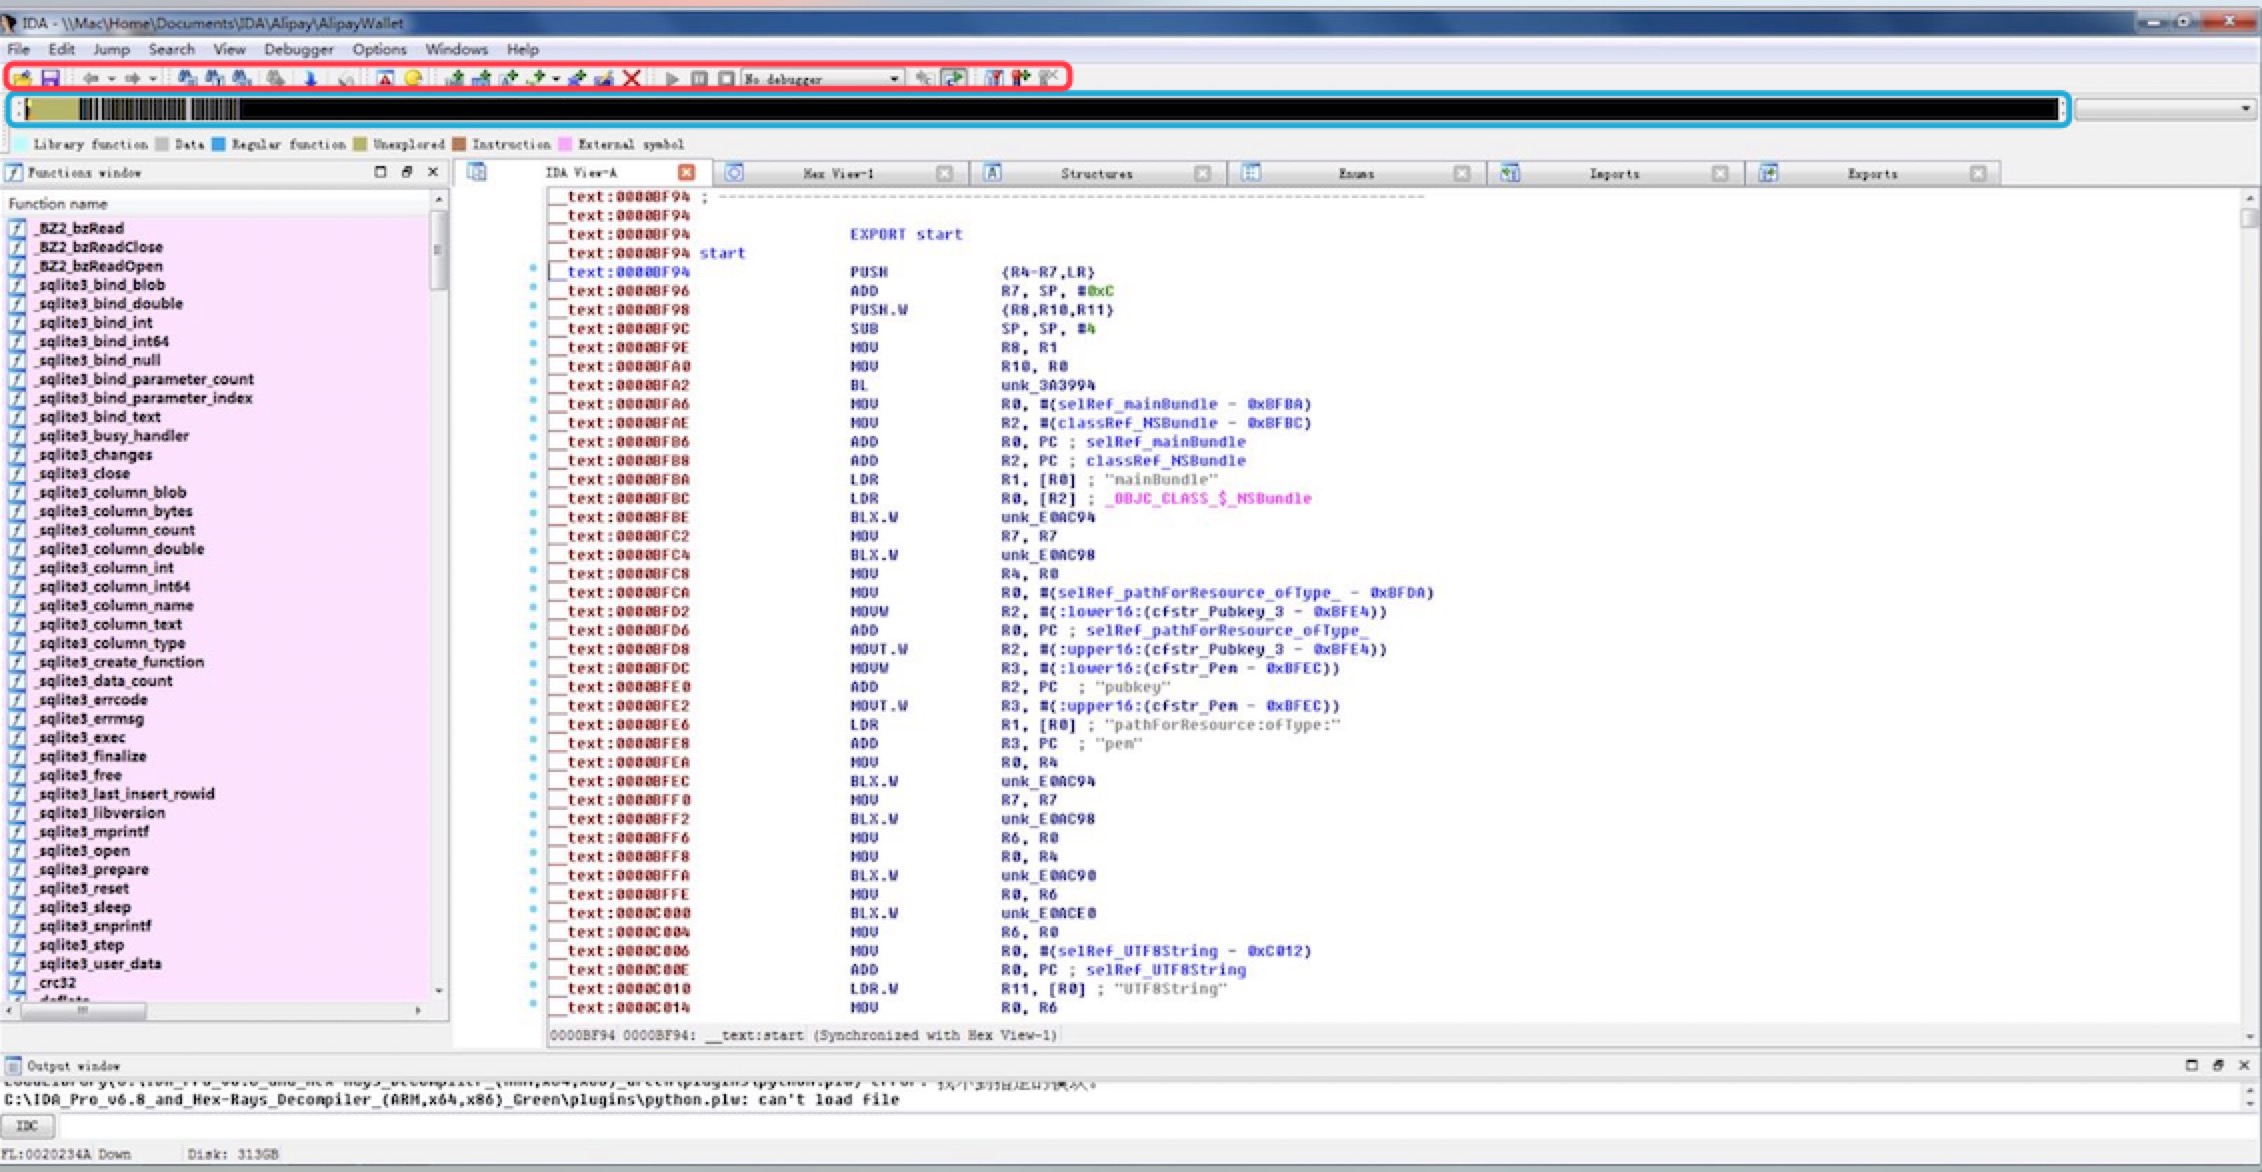 IDA - \\Mac\Home\Documents\IDA\Alipay\AlipayWallet
File Edit Jump Search View Debugger Options Windows Help
No debugger
Library function Data Regular function Unexplored Instruction External symbol
Functions window
IDA View-A Hex View-1 Structures Enums Imports Exports
Function name
_BZ2_bzRead
_BZ2_bzReadClose
_BZ2_bzReadOpen
_sqlite3_bind_blob
_sqlite3_bind_double
_sqlite3_bind_int
_sqlite3_bind_int64
_sqlite3_bind_null
_sqlite3_bind_parameter_count
_sqlite3_bind_parameter_index
_sqlite3_bind_text
_sqlite3_busy_handler
_sqlite3_changes
_sqlite3_close
_sqlite3_column_blob
_sqlite3_column_bytes
_sqlite3_column_count
_sqlite3_column_double
_sqlite3_column_int
_sqlite3_column_int64
_sqlite3_column_name
_sqlite3_column_text
_sqlite3_column_type
_sqlite3_create_function
_sqlite3_data_count
_sqlite3_errcode
_sqlite3_errmsg
_sqlite3_exec
_sqlite3_finalize
_sqlite3_free
_sqlite3_last_insert_rowid
_sqlite3_libversion
_sqlite3_mprintf
_sqlite3_open
_sqlite3_prepare
_sqlite3_reset
_sqlite3_sleep
_sqlite3_snprintf
_sqlite3_step
_sqlite3_user_data
_crc32
__text:0000BF94 ; ---------------------------------------------------------------------------
__text:0000BF94
__text:0000BF94 EXPORT start
__text:0000BF94 start
__text:0000BF94 PUSH {R4-R7,LR}
__text:0000BF96 ADD R7, SP, #0xC
__text:0000BF98 PUSH.W {R8,R10,R11}
__text:0000BF9C SUB SP, SP, #4
__text:0000BF9E MOV R8, R1
__text:0000BFA0 MOV R10, R0
__text:0000BFA2 BL unk_3A3994
__text:0000BFA6 MOV R0, #(selRef_mainBundle - 0xBFBA)
__text:0000BFAE MOV R2, #(classRef_NSBundle - 0xBFBC)
__text:0000BFB6 ADD R0, PC ; selRef_mainBundle
__text:0000BFB8 ADD R2, PC ; classRef_NSBundle
__text:0000BFBA LDR R1, [R0] ; "mainBundle"
__text:0000BFBC LDR R0, [R2] ; _OBJC_CLASS_$_NSBundle
__text:0000BFBE BLX.W unk_E0AC94
__text:0000BFC2 MOV R7, R7
__text:0000BFC4 BLX.W unk_E0AC98
__text:0000BFC8 MOV R4, R0
__text:0000BFCA MOV R0, #(selRef_pathForResource_ofType_ - 0xBFDA)
__text:0000BFD2 MOVW R2, #(:lower16:(cfstr_Pubkey_3 - 0xBFE4))
__text:0000BFD6 ADD R0, PC ; selRef_pathForResource_ofType_
__text:0000BFD8 MOVT.W R2, #(:upper16:(cfstr_Pubkey_3 - 0xBFE4))
__text:0000BFDC MOVW R3, #(:lower16:(cfstr_Pem - 0xBFEC))
__text:0000BFE0 ADD R2, PC ; "pubkey"
__text:0000BFE2 MOVT.W R3, #(:upper16:(cfstr_Pem - 0xBFEC))
__text:0000BFE6 LDR R1, [R0] ; "pathForResource:ofType:"
__text:0000BFE8 ADD R3, PC ; "pem"
__text:0000BFEA MOV R0, R4
__text:0000BFEC BLX.W unk_E0AC94
__text:0000BFF0 MOV R7, R7
__text:0000BFF2 BLX.W unk_E0AC98
__text:0000BFF6 MOV R6, R0
__text:0000BFF8 MOV R0, R4
__text:0000BFFA BLX.W unk_E0AC90
__text:0000BFFE MOV R0, R6
__text:0000C000 BLX.W unk_E0ACE0
__text:0000C004 MOV R6, R0
__text:0000C006 MOV R0, #(selRef_UTF8String - 0xC012)
__text:0000C00E ADD R0, PC ; selRef_UTF8String
__text:0000C010 LDR.W R11, [R0] ; "UTF8String"
__text:0000C014 MOV R0, R6
0000BF94 0000BF94: __text:start (Synchronized with Hex View-1)
Output window
C:\IDA_Pro_v6.8_and_Hex-Rays_Decompiler_(ARM,x64,x86)_Green\plugins\python.plw: can't load file
IDC
FL:0020234A Down Disk: 313GB